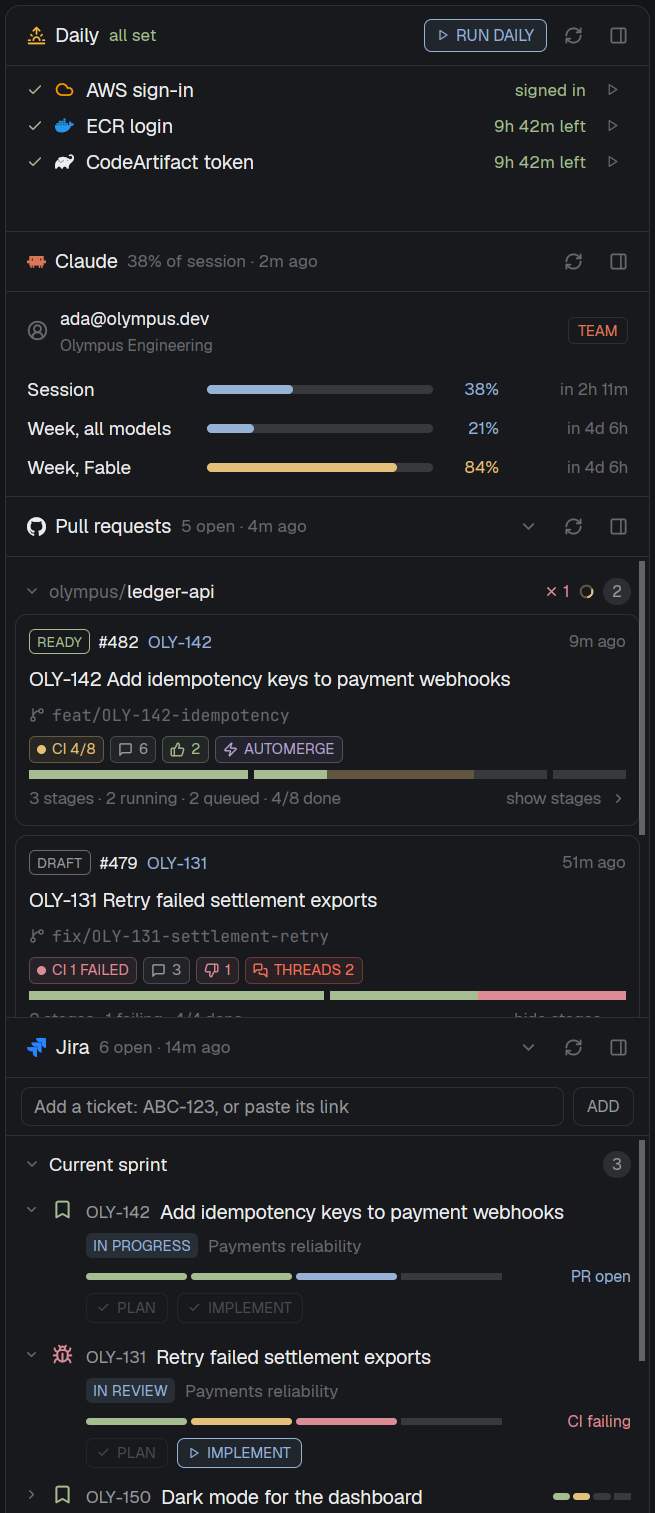 Daily all set RUN DAILY
AWS sign-in signed in
ECR login 9h 42m left
CodeArtifact token 9h 42m left
Claude 38% of session · 2m ago
ada@olympus.dev
Olympus Engineering
TEAM
Session 38% in 2h 11m
Week, all models 21% in 4d 6h
Week, Fable 84% in 4d 6h
Pull requests 5 open · 4m ago
olympus/ledger-api 1 2
READY #482 OLY-142 9m ago
OLY-142 Add idempotency keys to payment webhooks
feat/OLY-142-idempotency
CI 4/8 6 2 AUTOMERGE
3 stages · 2 running · 2 queued · 4/8 done show stages
DRAFT #479 OLY-131 51m ago
OLY-131 Retry failed settlement exports
fix/OLY-131-settlement-retry
CI 1 FAILED 3 1 THREADS 2
Jira 6 open · 14m ago
Add a ticket: ABC-123, or paste its link ADD
Current sprint 3
OLY-142 Add idempotency keys to payment webhooks
IN PROGRESS Payments reliability
PR open
PLAN IMPLEMENT
OLY-131 Retry failed settlement exports
IN REVIEW Payments reliability
CI failing
PLAN IMPLEMENT
OLY-150 Dark mode for the dashboard